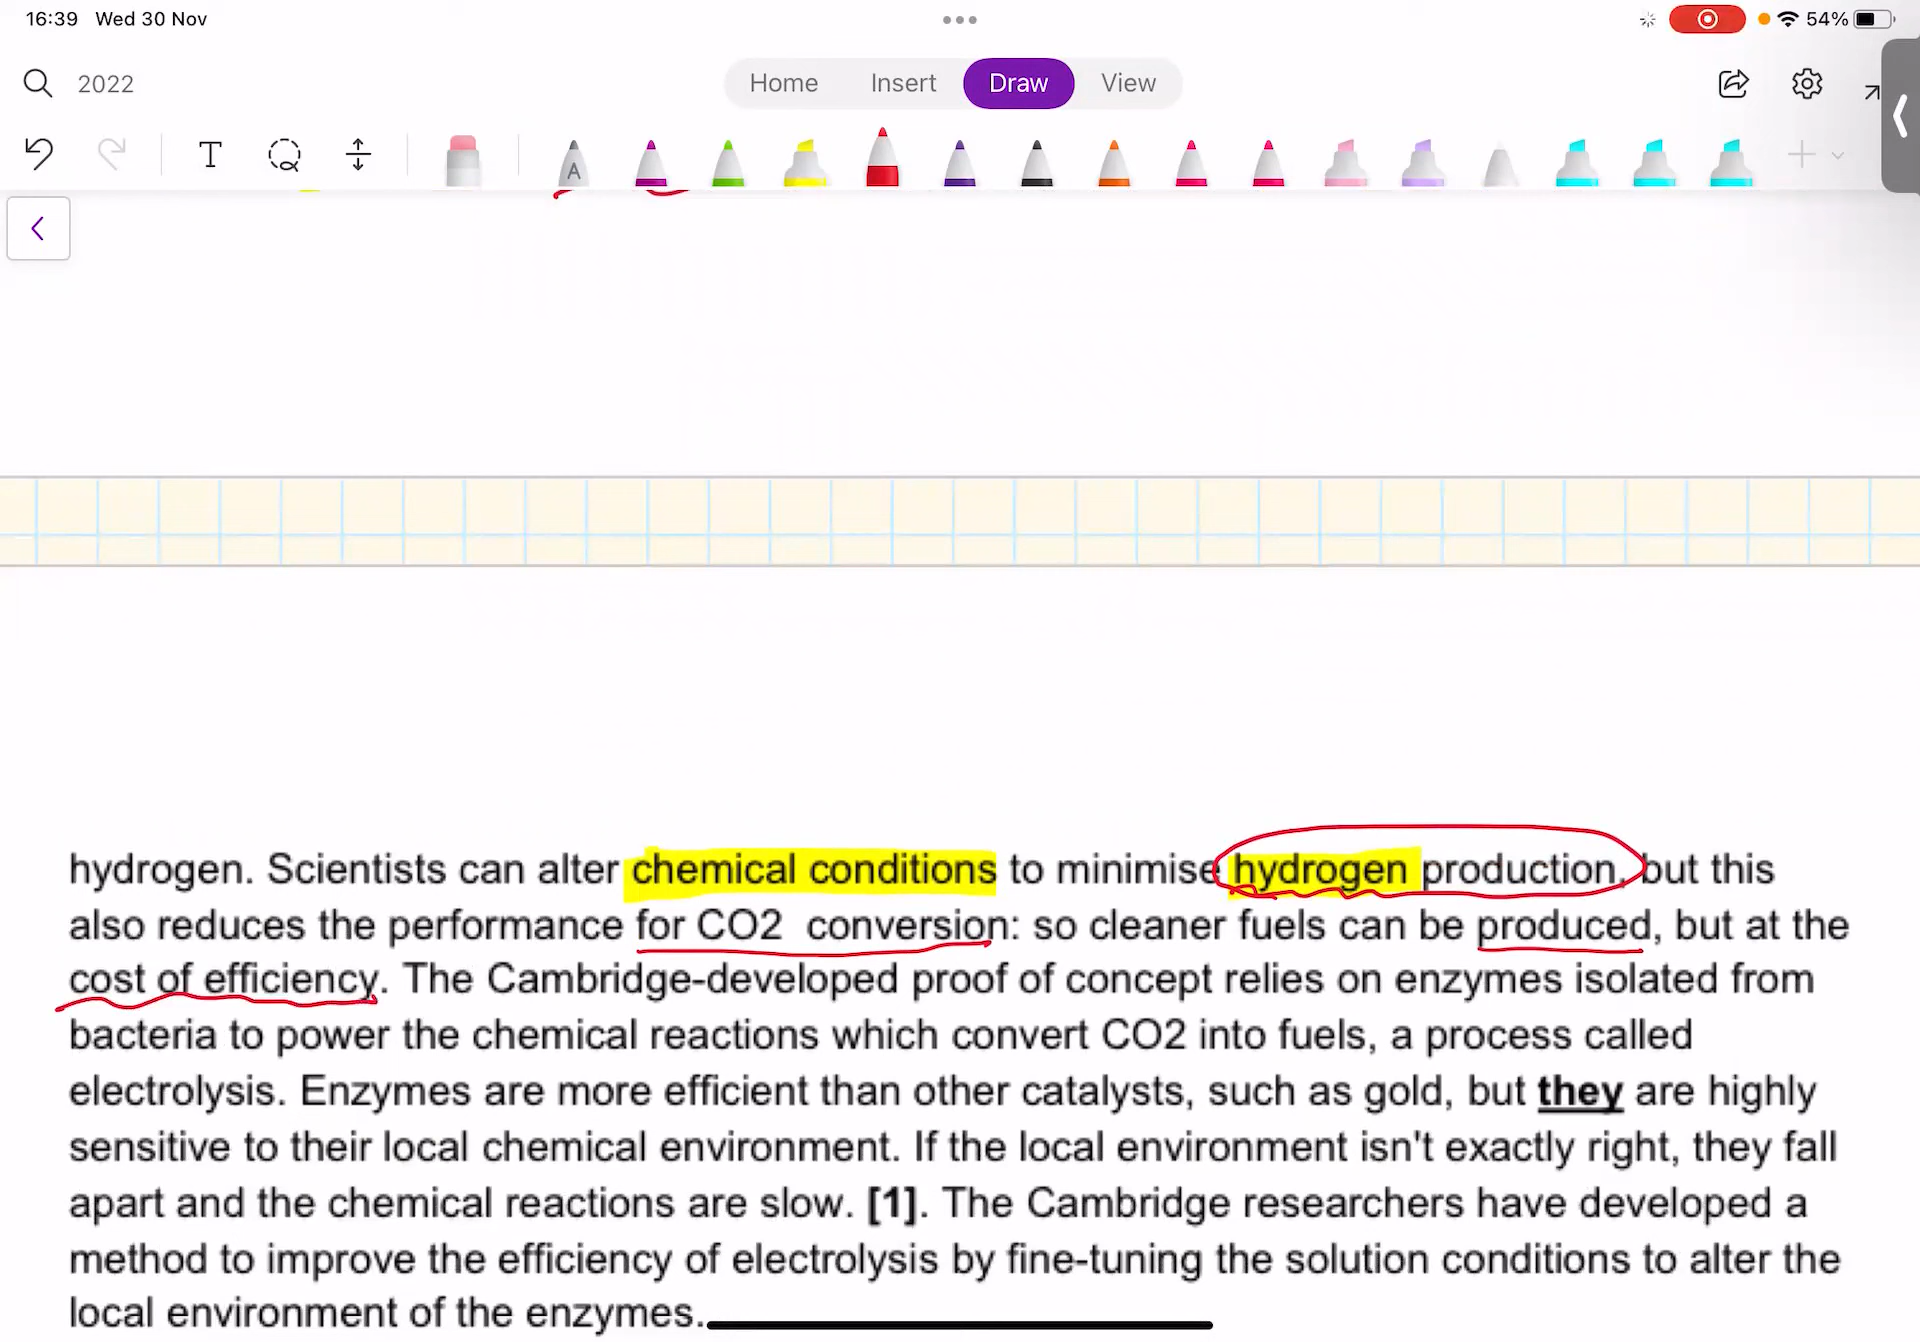 16:39 Wed 30 Nov
54%
2022
Home Insert Draw View
T A
hydrogen. Scientists can alter chemical conditions to minimise hydrogen production, but this
also reduces the performance for CO2 conversion: so cleaner fuels can be produced, but at the
cost of efficiency. The Cambridge-developed proof of concept relies on enzymes isolated from
bacteria to power the chemical reactions which convert CO2 into fuels, a process called
electrolysis. Enzymes are more efficient than other catalysts, such as gold, but they are highly
sensitive to their local chemical environment. If the local environment isn't exactly right, they fall
apart and the chemical reactions are slow. [1]. The Cambridge researchers have developed a
method to improve the efficiency of electrolysis by fine-tuning the solution conditions to alter the
local environment of the enzymes.